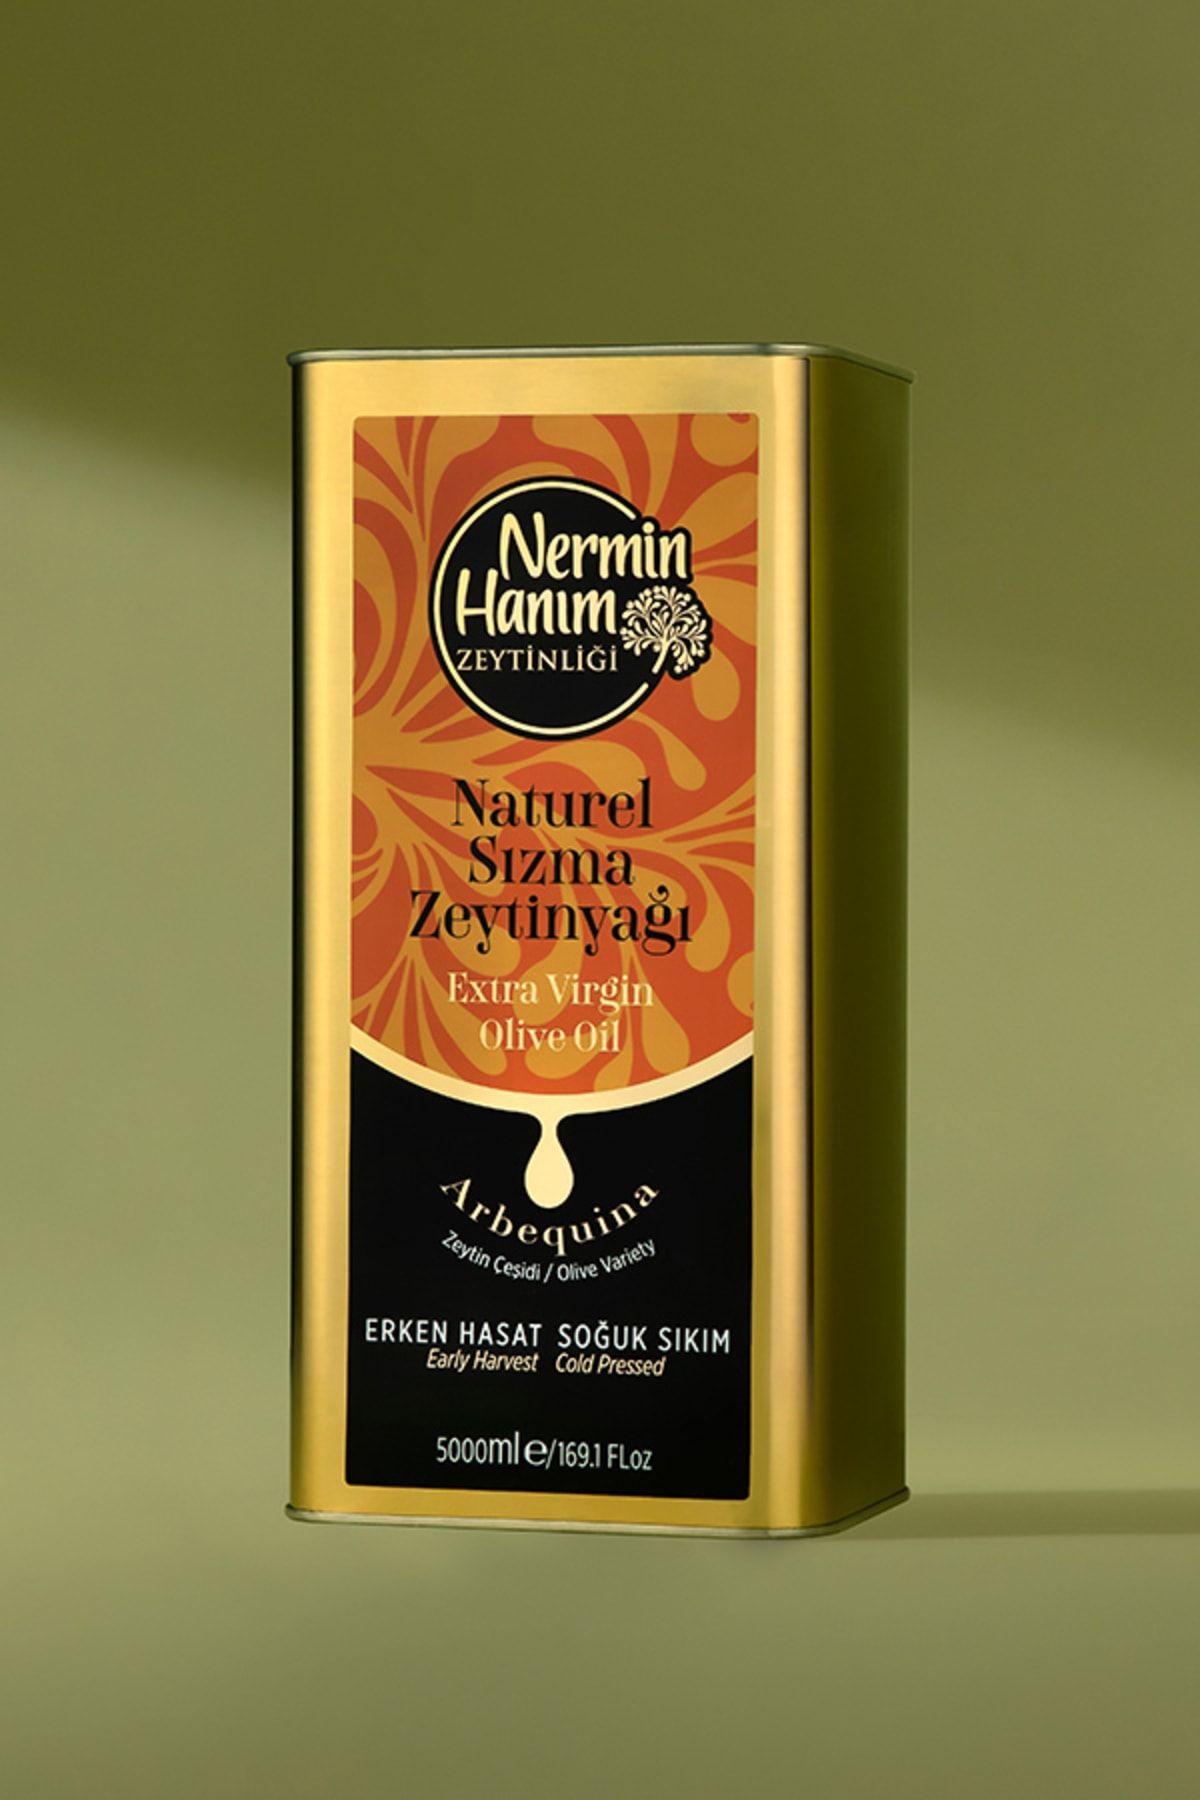 Nermin
Hanım
ZEYTİNLİĞİ
Naturel
Sızma
Zeytinyağı
Extra Virgin
Olive Oil
Arbequina
Zeytin Çeşidi / Olive Variety
ERKEN HASAT SOĞUK SIKIM
Early Harvest Cold Pressed
5000ml℮/169.1 FLoz